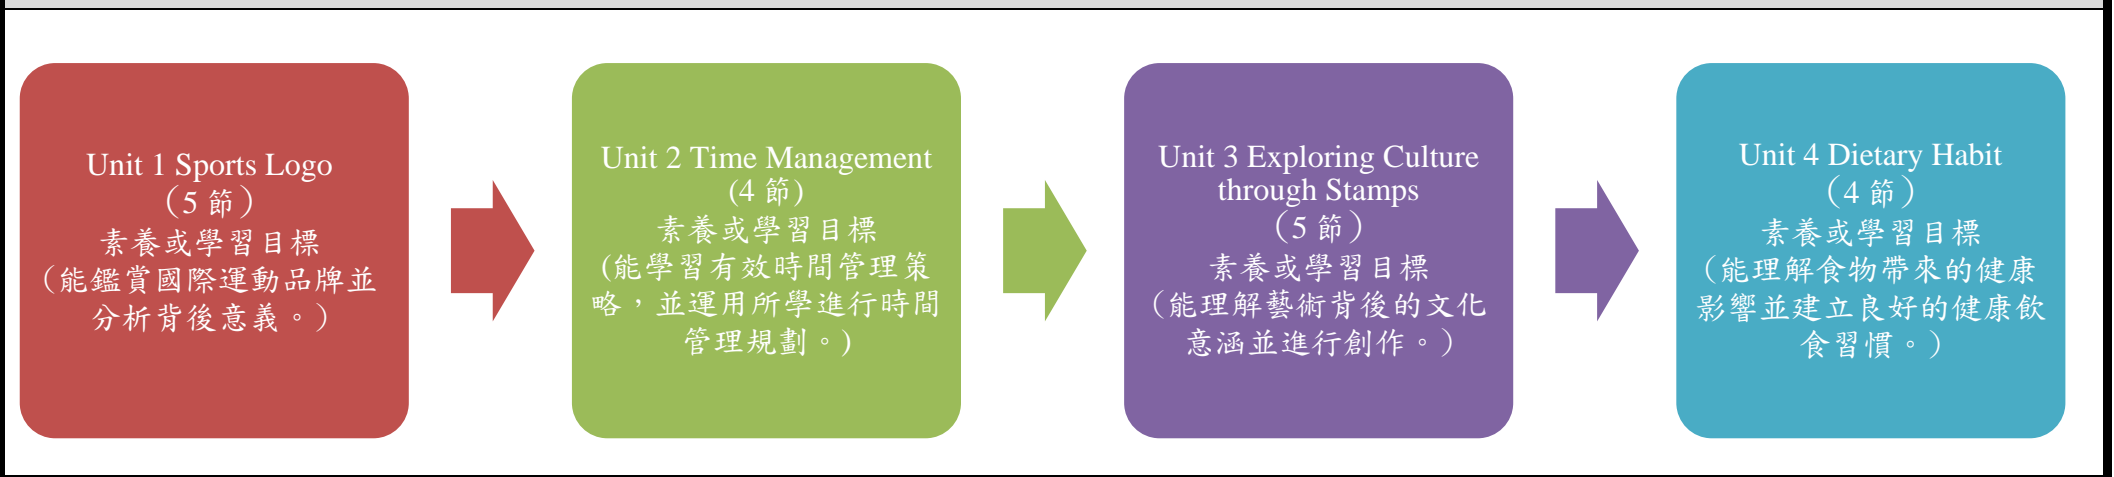 Unit 1 Sports Logo
（5 節）
素養或學習目標
（能鑑賞國際運動品牌並
分析背後意義。）
Unit 2 Time Management
(4 節)
素養或學習目標
(能學習有效時間管理策
略，並運用所學進行時間
管理規劃。)
Unit 3 Exploring Culture
through Stamps
（5 節）
素養或學習目標
（能理解藝術背後的文化
意涵並進行創作。）
Unit 4 Dietary Habit
（4 節）
素養或學習目標
（能理解食物帶來的健康
影響並建立良好的健康飲
食習慣。）